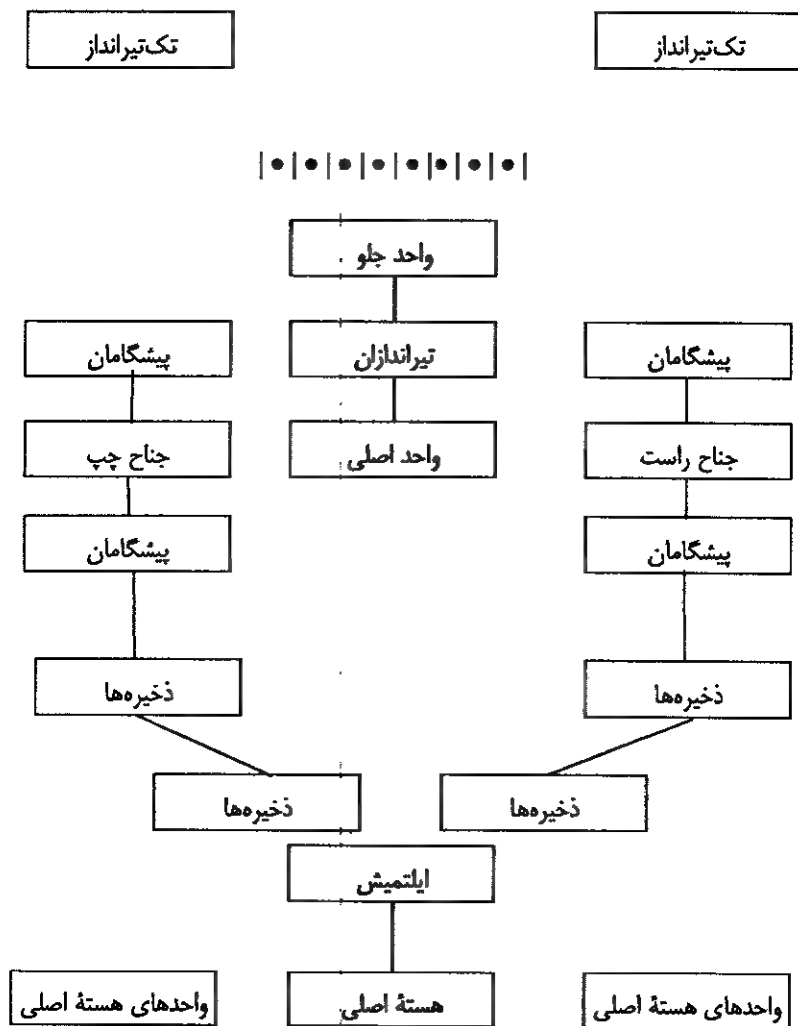 تک‌تیرانداز
تک‌تیرانداز
واحد جلو
پیشگامان
تیراندازان
پیشگامان
جناح راست
واحد اصلی
جناح چپ
پیشگامان
پیشگامان
ذخیره‌ها
ذخیره‌ها
ذخیره‌ها
ذخیره‌ها
ایلتمیش
واحدهای هستهٔ اصلی
هستهٔ اصلی
واحدهای هستهٔ اصلی